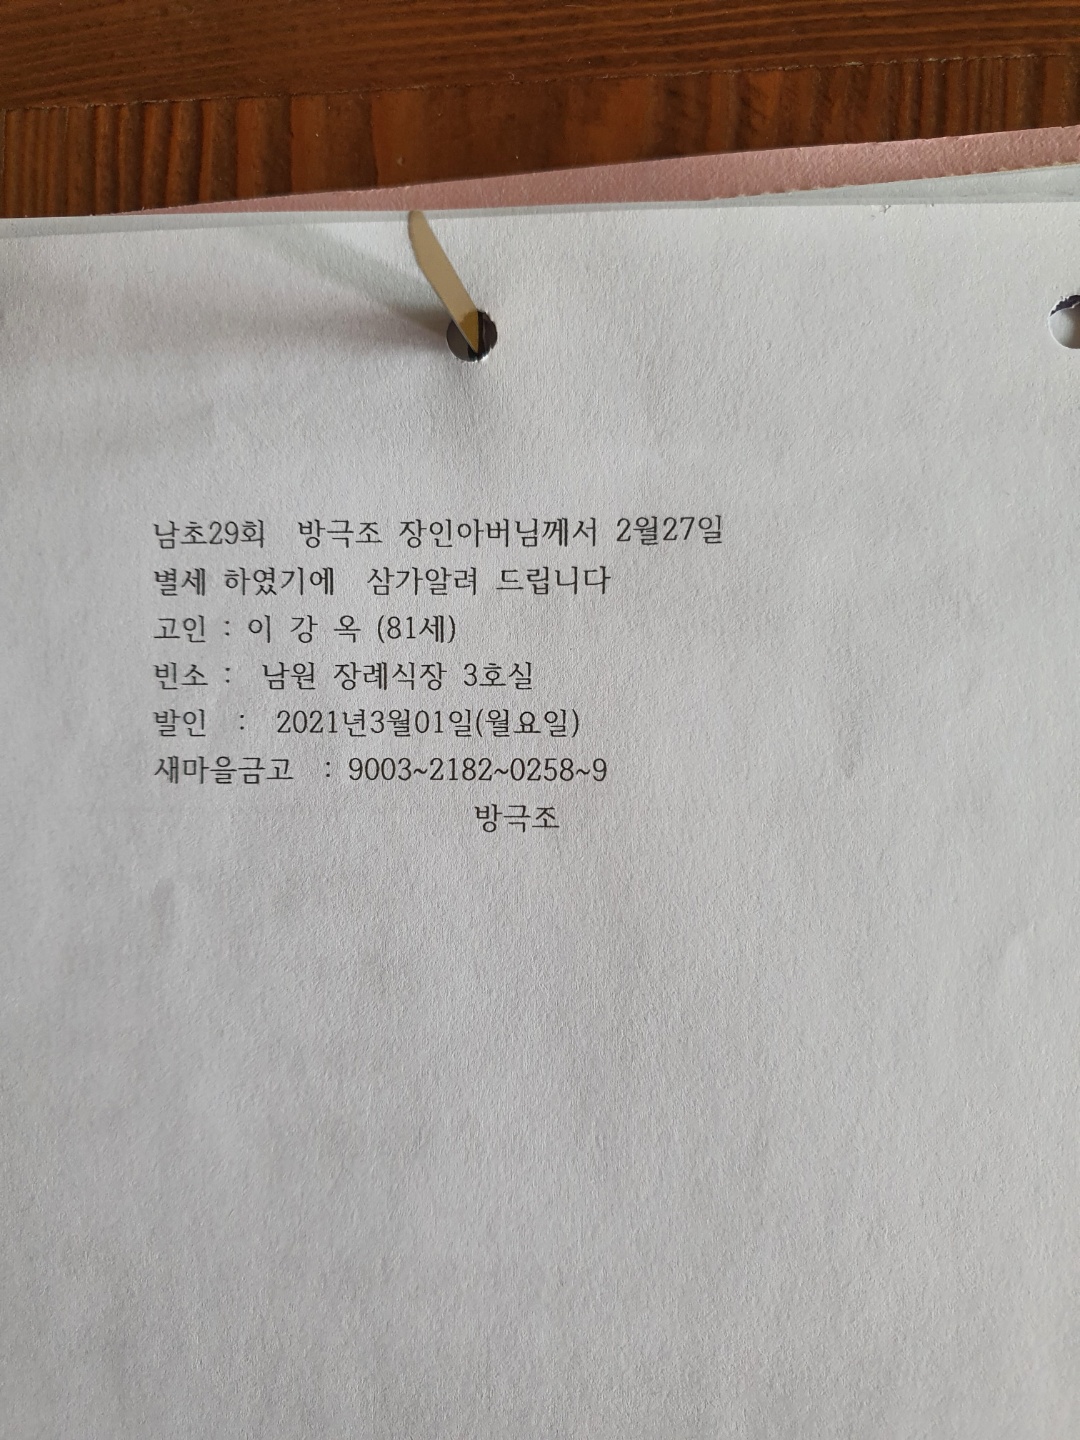 남초29회 방극조 장인아버님께서 2월27일
별세 하였기에 삼가알려 드립니다
고인 : 이 강 옥 (81세)
빈소 : 남원 장례식장 3호실
발인 : 2021년3월01일(월요일)
새마을금고 : 9003~2182~0258~9
방극조